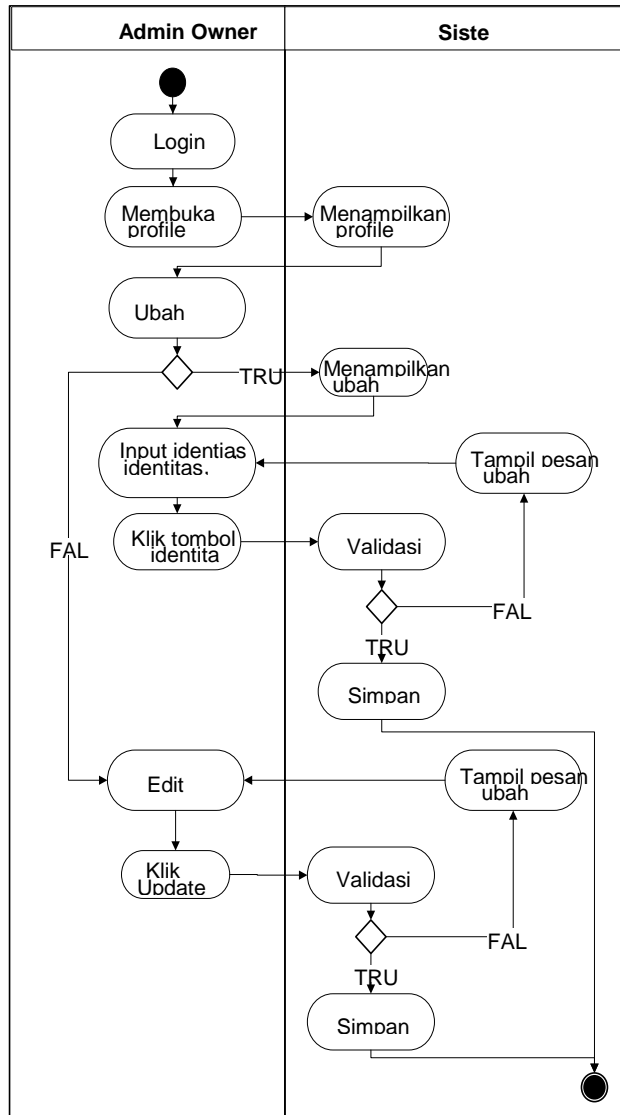 Admin Owner
Siste
Login
Membuka
profile
Menampilkan
profile
Ubah
TRU
Menampilkan
ubah
Input identias
identitas.
Tampil pesan
ubah
FAL
Klik tombol
identita
Validasi
FAL
TRU
Simpan
Edit
Tampil pesan
ubah
Klik
Update
Validasi
FAL
TRU
Simpan